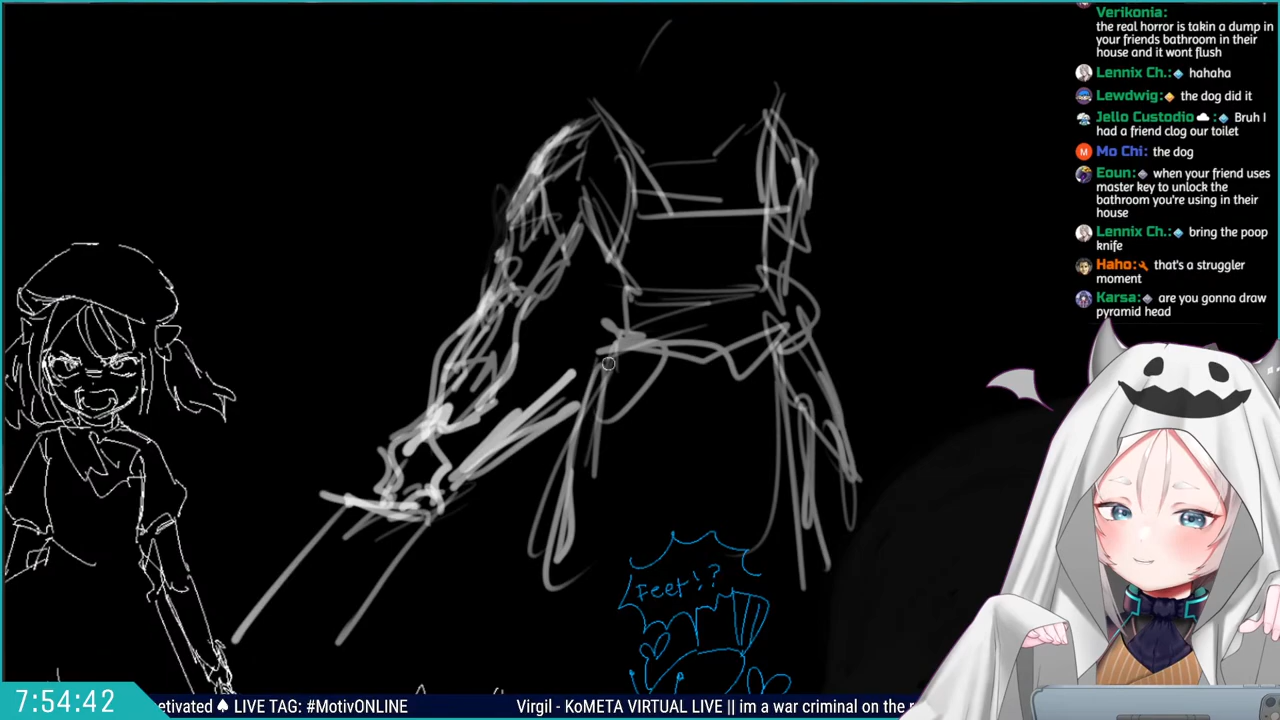 Verikonia:
the real horror is takin a dump in
your friends bathroom in their
house and it wont flush
Lennix Ch.: hahaha
Lewdwig: the dog did it
Jello Custodio : Bruh I
had a friend clog our toilet
Mo Chi: the dog
Eoun: when your friend uses
master key to unlock the
bathroom you're using in their
house
Lennix Ch.: bring the poop
knife
Haho: that's a struggler
moment
Karsa: are you gonna draw
pyramid head
Feet!?
7:54:42
etivated ♠ LIVE TAG: #MotivONLINE
Virgil - KoMETA VIRTUAL LIVE || im a war criminal on the